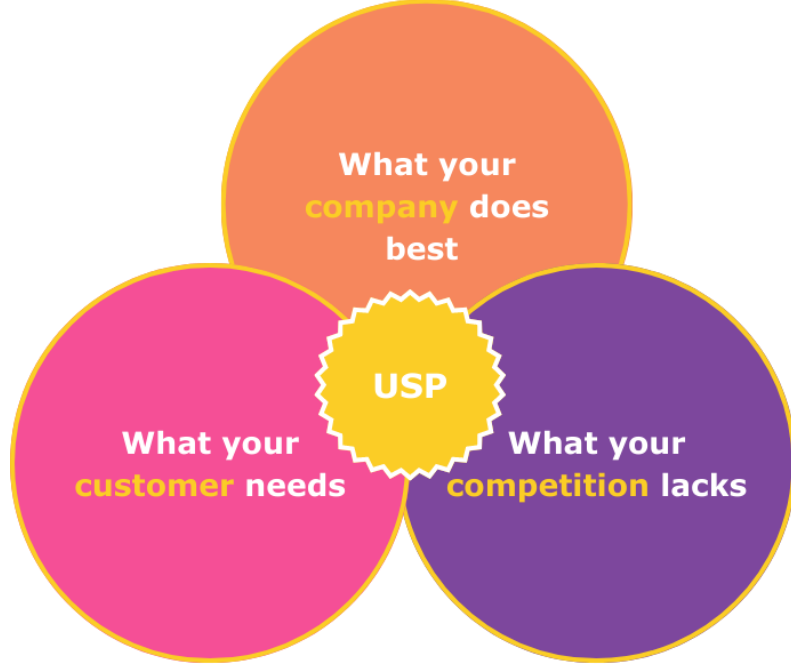 What your
company does
best
USP
What your
customer needs
What your
competition lacks